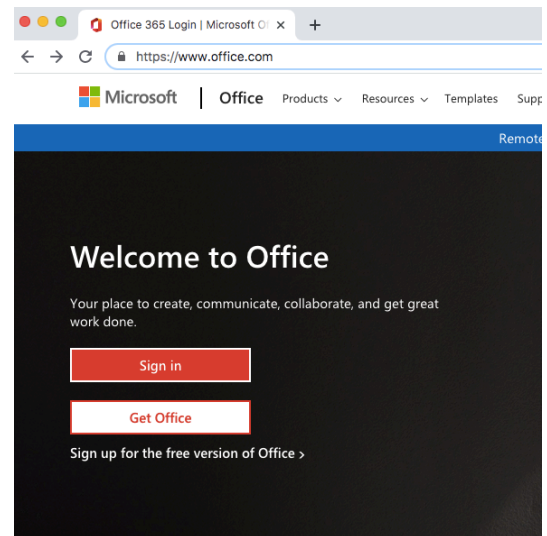 Office 365 Login | Microsoft Of
https://www.office.com
Microsoft Office Products Resources Templates Supp
Remote
Welcome to Office
Your place to create, communicate, collaborate, and get great
work done.
Sign in
Get Office
Sign up for the free version of Office >